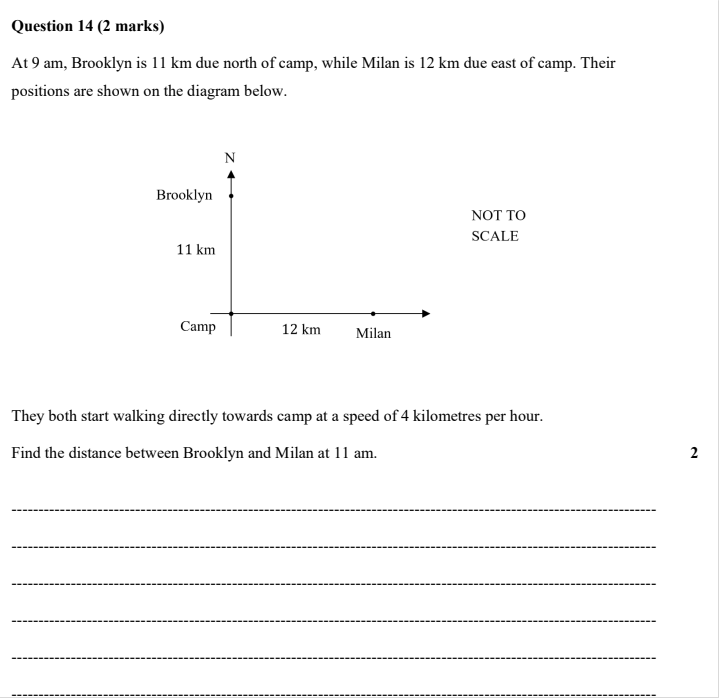 Question 14 (2 marks)
At 9 am, Brooklyn is 11 km due north of camp, while Milan is 12 km due east of camp. Their
positions are shown on the diagram below.
N
Brooklyn
NOT TO
SCALE
11 km
Camp
12 km
Milan
They both start walking directly towards camp at a speed of 4 kilometres per hour.
Find the distance between Brooklyn and Milan at 11 am.
2